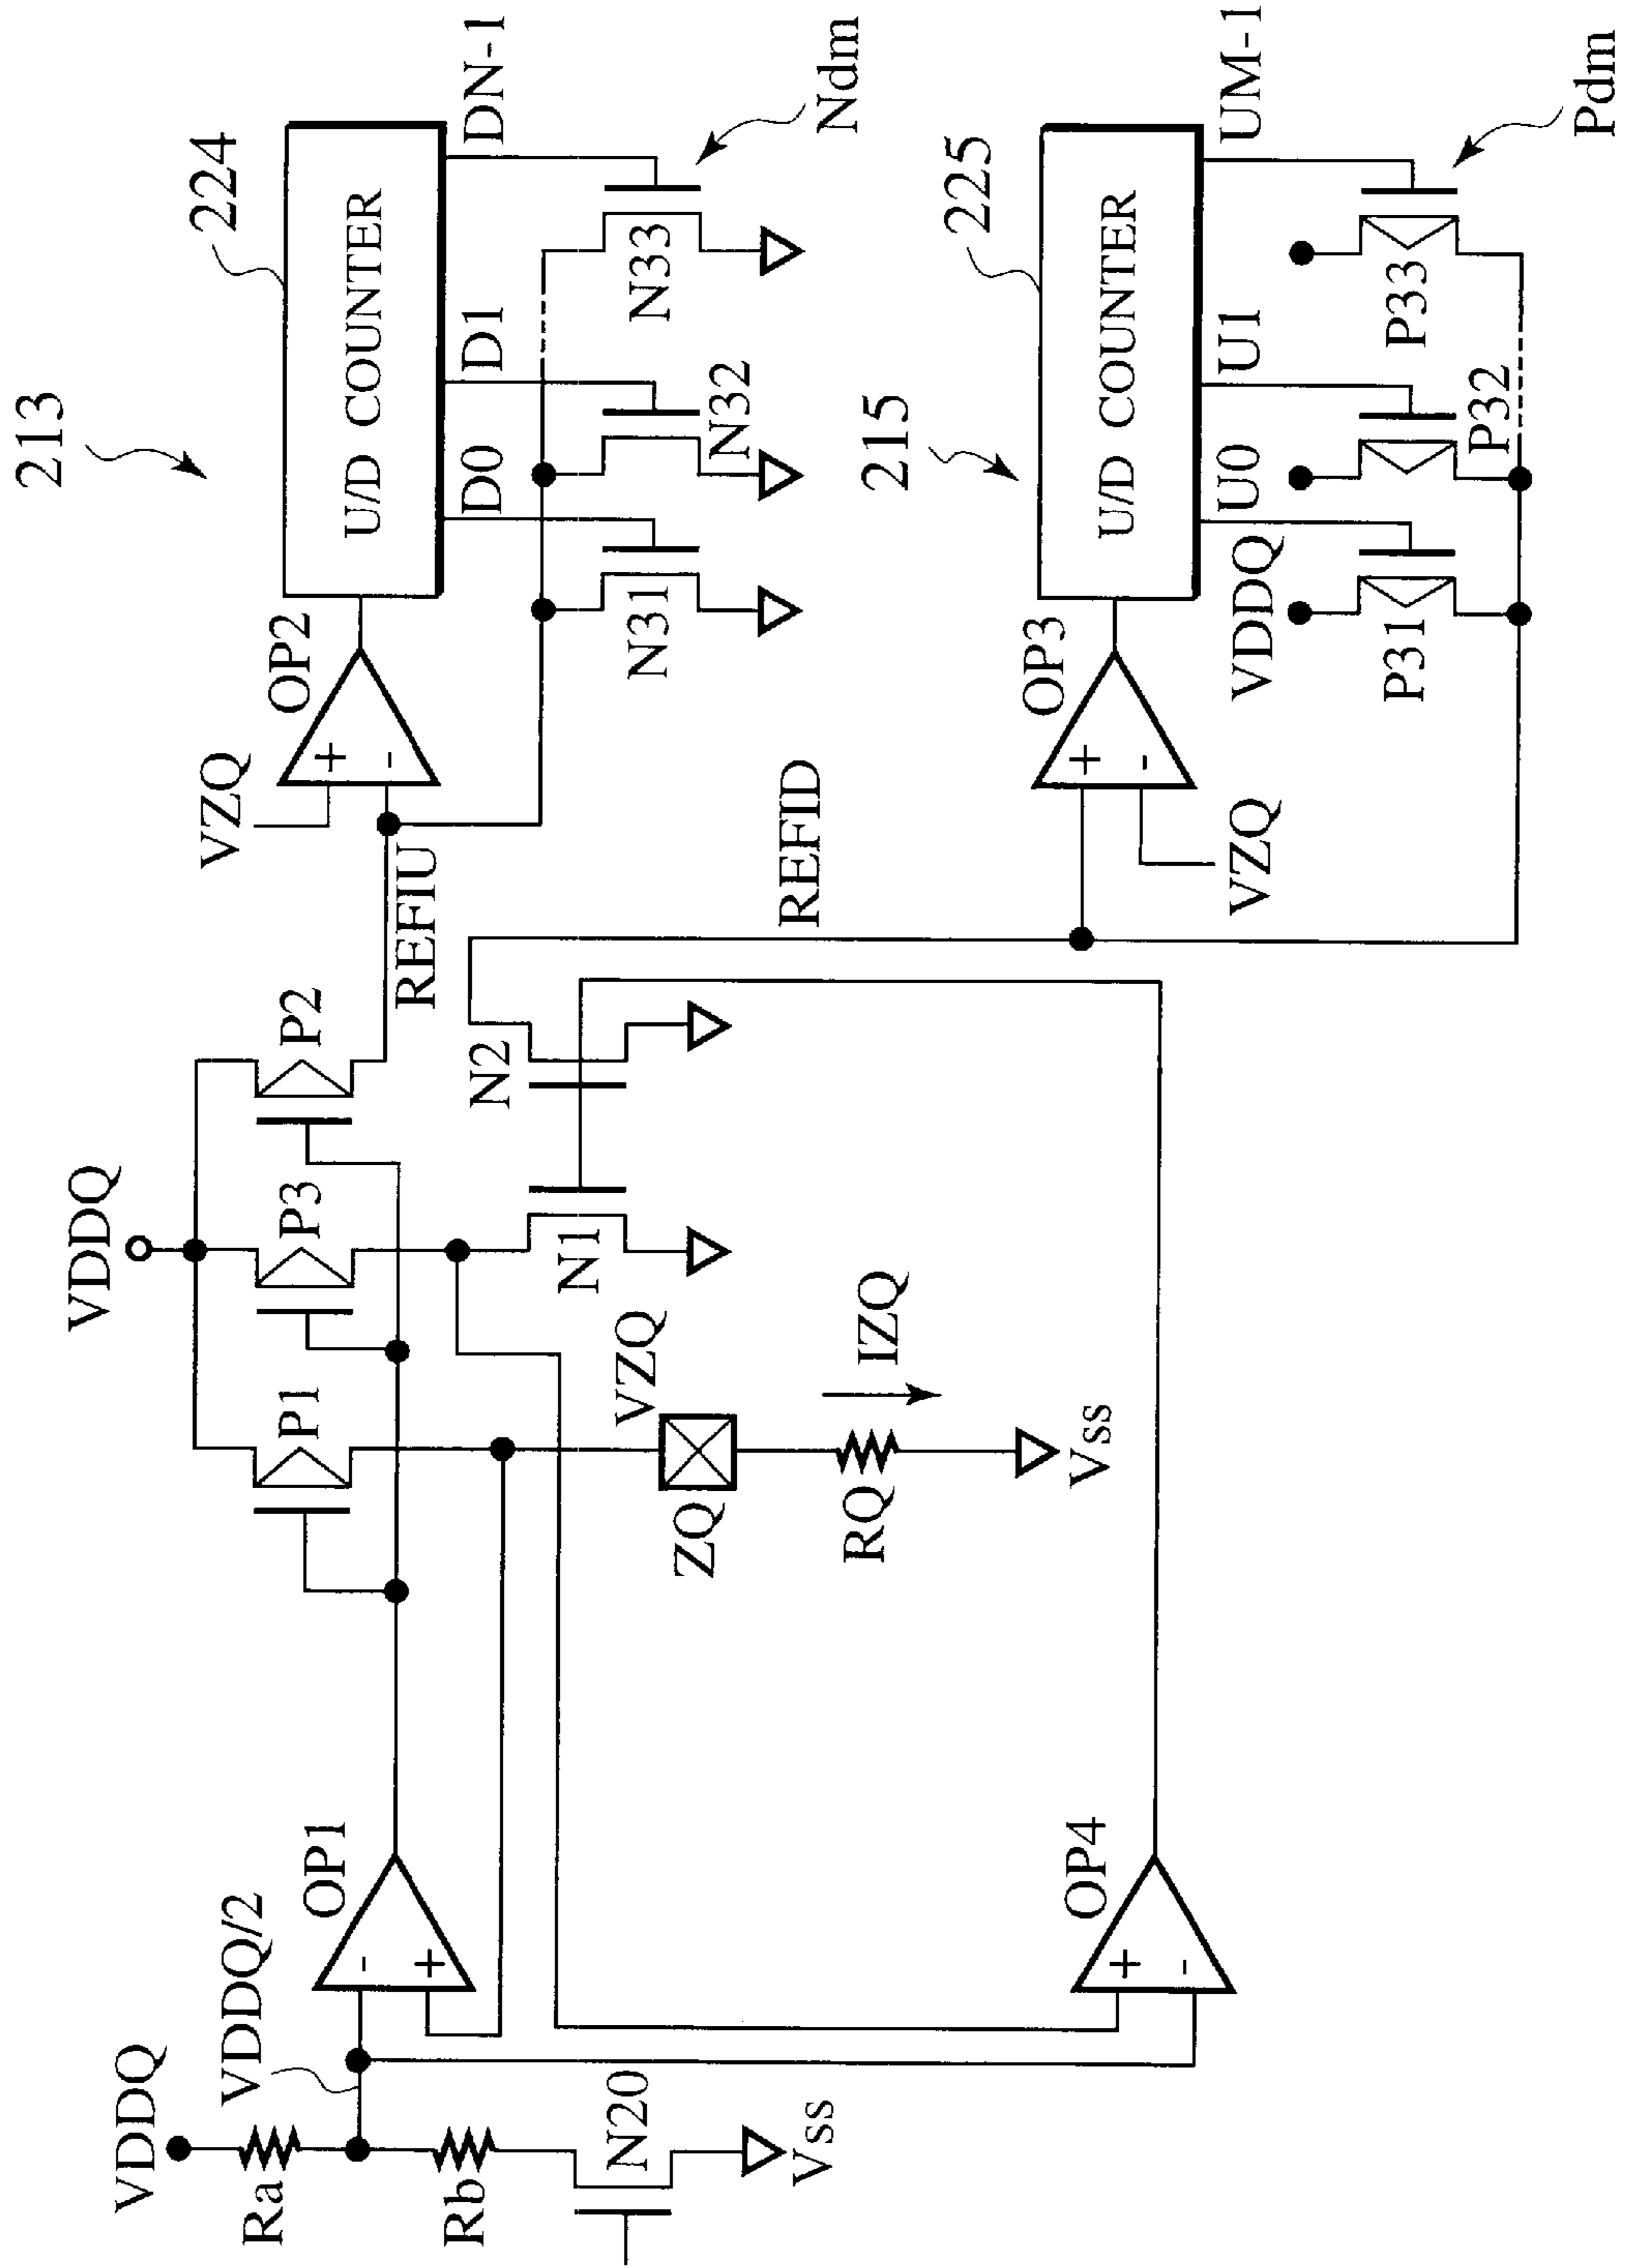 VDDQ
Ra
VDDQ/2
Rb
N20
Vss
OP1
-
+
OP4
+
-
VDDQ
P1
P3
P2
N1
N2
VZQ
ZQ
RQ
IZQ
Vss
REFIU
REFID
213
VZQ
OP2
+
-
U/D COUNTER
224
D0
D1
DN-1
N31
N32
N33
Ndm
215
OP3
+
-
VZQ
U/D COUNTER
225
VDDQ
U0
U1
UM-1
P31
P32
P33
Pdm